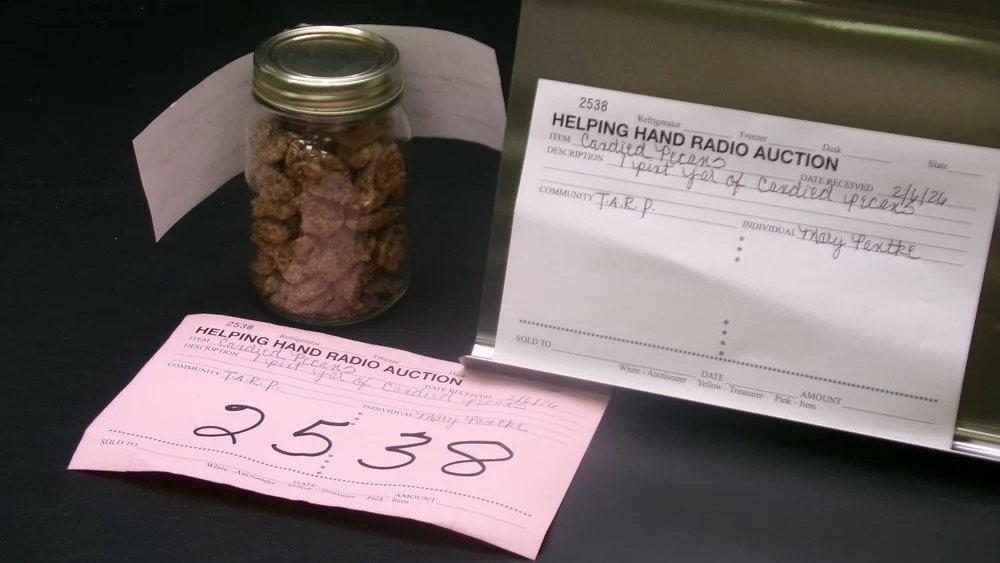 2538
Refrigerator Freezer Desk Slate
HELPING HAND RADIO AUCTION
ITEM Candied Pecans
DATE RECEIVED 2/6/26
DESCRIPTION 1 pint jar of Candied pecans
COMMUNITY T.A.R.P.
INDIVIDUAL Mary Pantke
SOLD TO DATE AMOUNT
White - Auctioneer Yellow - Treasurer Pink - Item
2538
Refrigerator Freezer Desk
HELPING HAND RADIO AUCTION
ITEM Candied Pecans
DATE RECEIVED 2/6/26
DESCRIPTION 1 pint jar of Candied pecans
COMMUNITY T.A.R.P.
INDIVIDUAL Mary Pantke
2538
SOLD TO DATE AMOUNT
White - Auctioneer Yellow - Treasurer Pink - Item